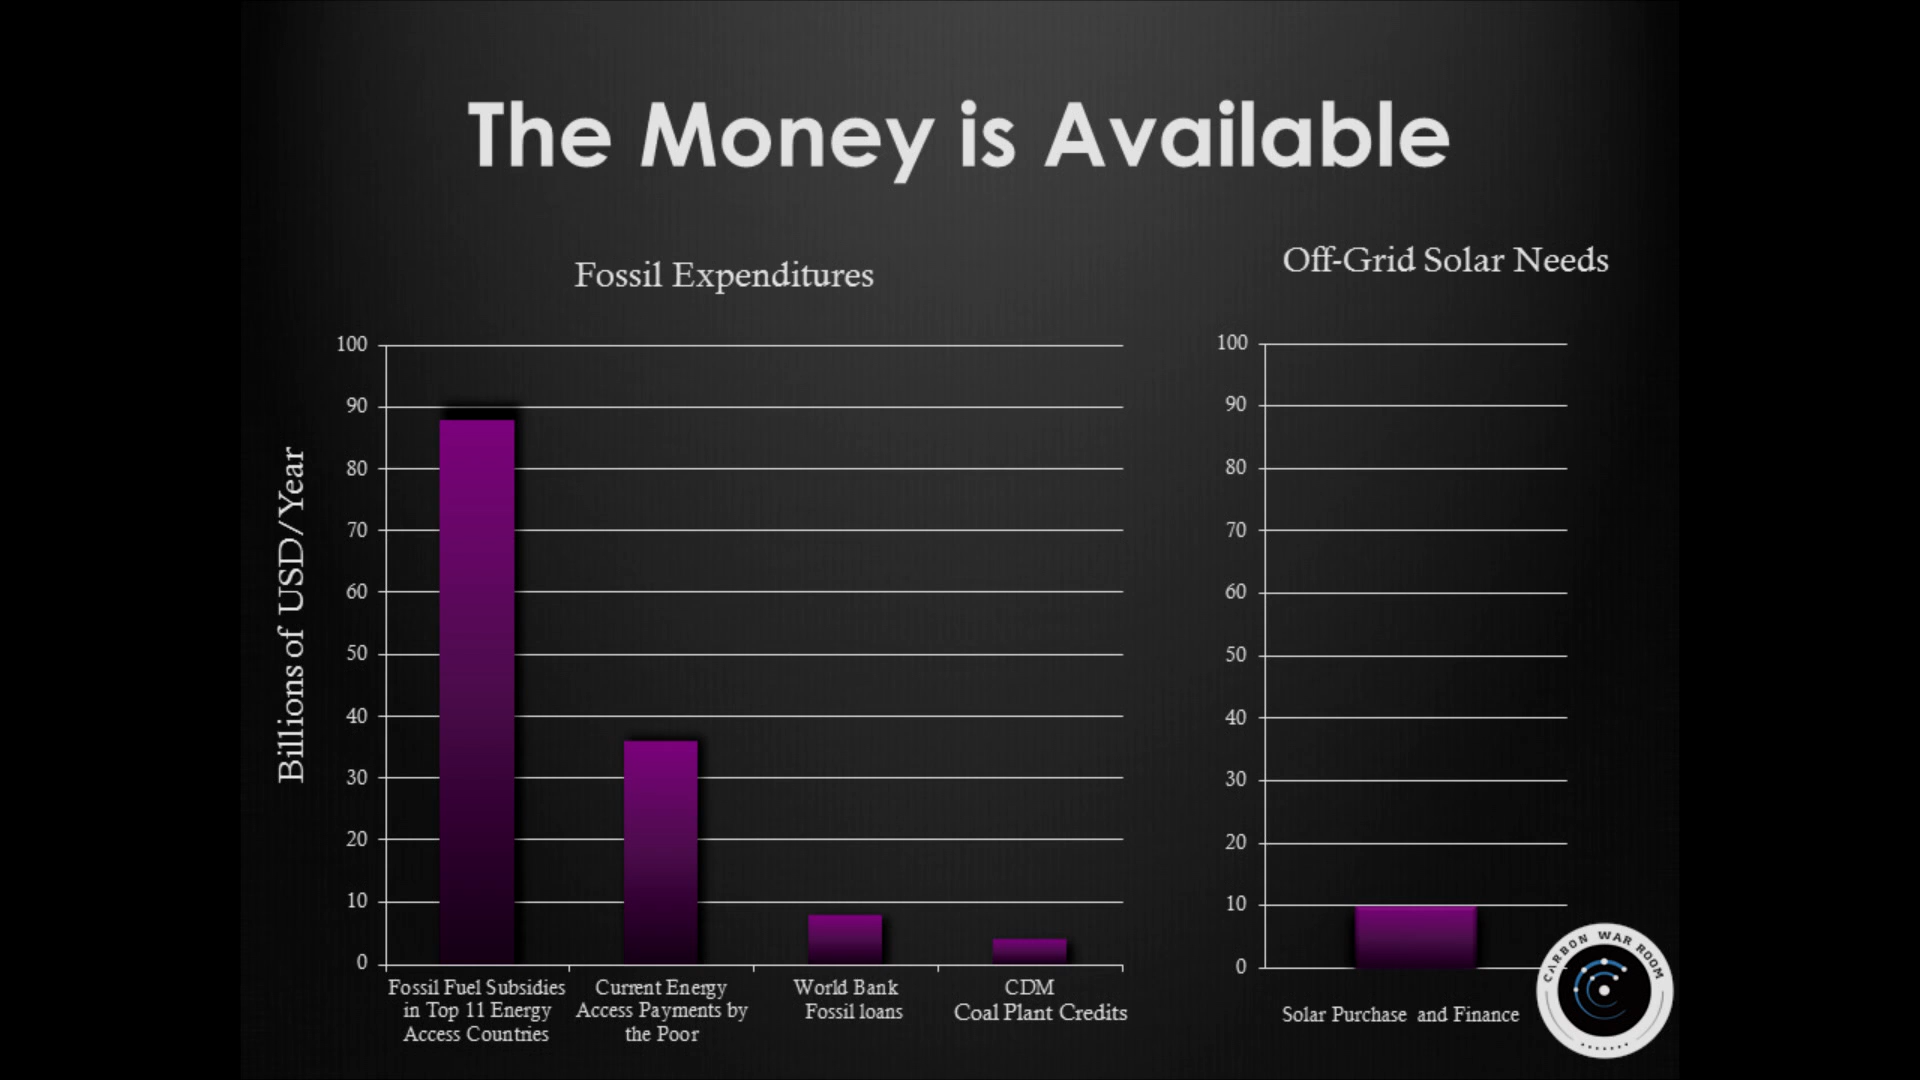 The Money is Available
Fossil Expenditures
Off-Grid Solar Needs
Billions of USD/Year
100
90
80
70
60
50
40
30
20
10
0
Fossil Fuel Subsidies
in Top 11 Energy
Access Countries
Current Energy
Access Payments by
the Poor
World Bank
Fossil loans
CDM
Coal Plant Credits
100
90
80
70
60
50
40
30
20
10
0
Solar Purchase and Finance
CARBON WAR ROOM